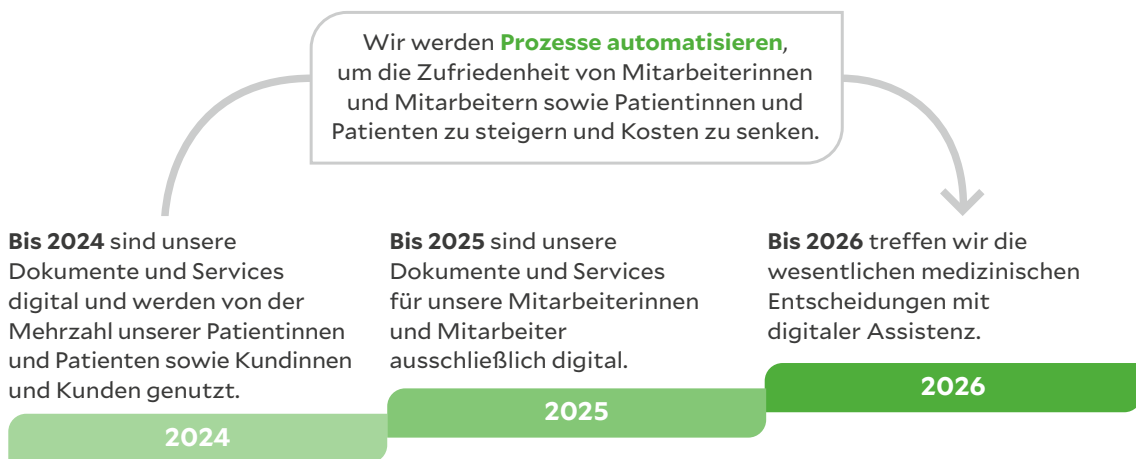 Wir werden Prozesse automatisieren,
um die Zufriedenheit von Mitarbeiterinnen
und Mitarbeitern sowie Patientinnen und
Patienten zu steigern und Kosten zu senken.
Bis 2024 sind unsere
Dokumente und Services
digital und werden von der
Mehrzahl unserer Patientinnen
und Patienten sowie Kundinnen
und Kunden genutzt.
2024
Bis 2025 sind unsere
Dokumente und Services
für unsere Mitarbeiterinnen
und Mitarbeiter
ausschließlich digital.
2025
Bis 2026 treffen wir die
wesentlichen medizinischen
Entscheidungen mit
digitaler Assistenz.
2026